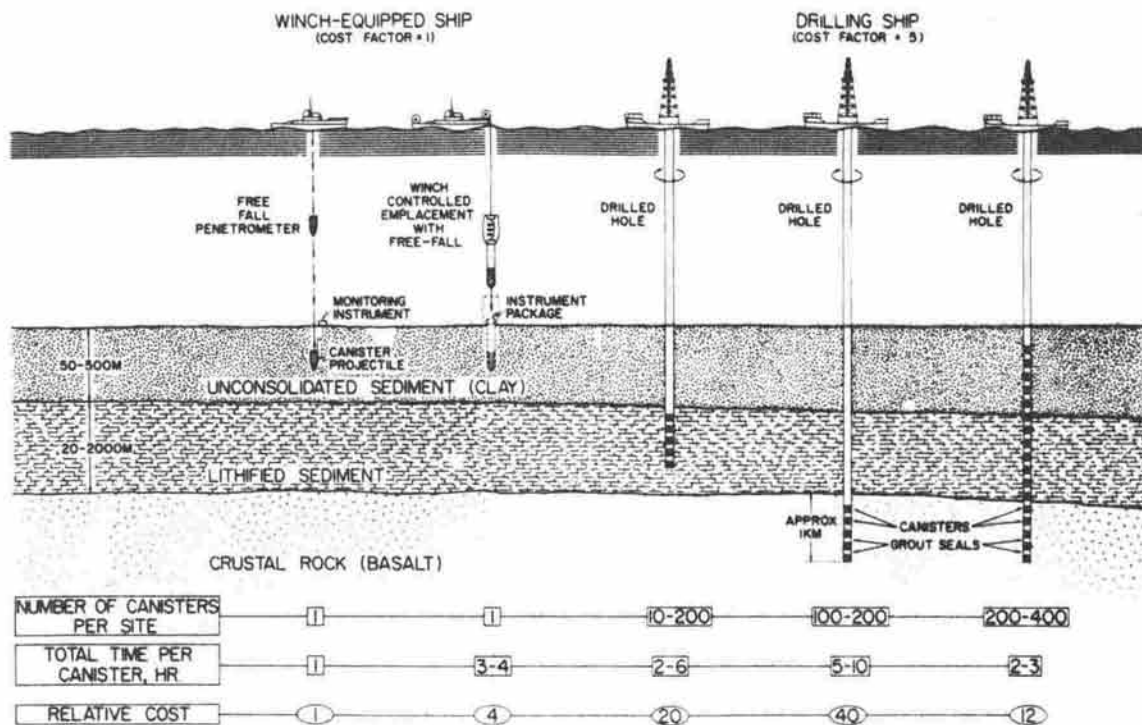 WINCH-EQUIPPED SHIP
(COST FACTOR = 1)
DRILLING SHIP
(COST FACTOR = 5)
FREE
FALL
PENETROMETER
WINCH
CONTROLLED
EMPLACEMENT
WITH
FREE-FALL
DRILLED
HOLE
DRILLED
HOLE
DRILLED
HOLE
MONITORING
INSTRUMENT
INSTRUMENT
PACKAGE
50-500M
CANISTER
PROJECTILE
UNCONSOLIDATED SEDIMENT (CLAY)
20-2000M
LITHIFIED SEDIMENT
APPROX
1KM
CANISTERS
GROUT SEALS
CRUSTAL ROCK (BASALT)
NUMBER OF CANISTERS
PER SITE
1
1
10-200
100-200
200-400
TOTAL TIME PER
CANISTER, HR
1
3-4
2-6
5-10
2-3
RELATIVE COST
1
4
20
40
12